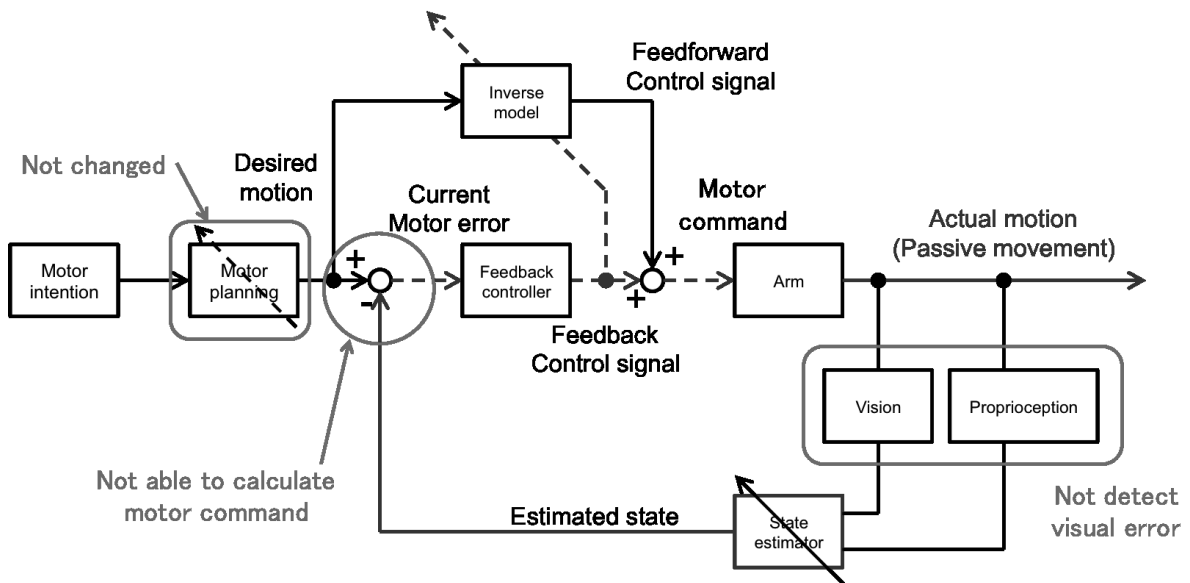 Feedforward
Control signal
Inverse
model
Not changed
Desired
motion
Current
Motor error
Motor
command
Actual motion
(Passive movement)
Motor
intention
Motor
planning
+
-
Feedback
controller
+
+
Arm
Feedback
Control signal
Vision
Proprioception
Not able to calculate
motor command
Estimated state
State
estimator
Not detect
visual error